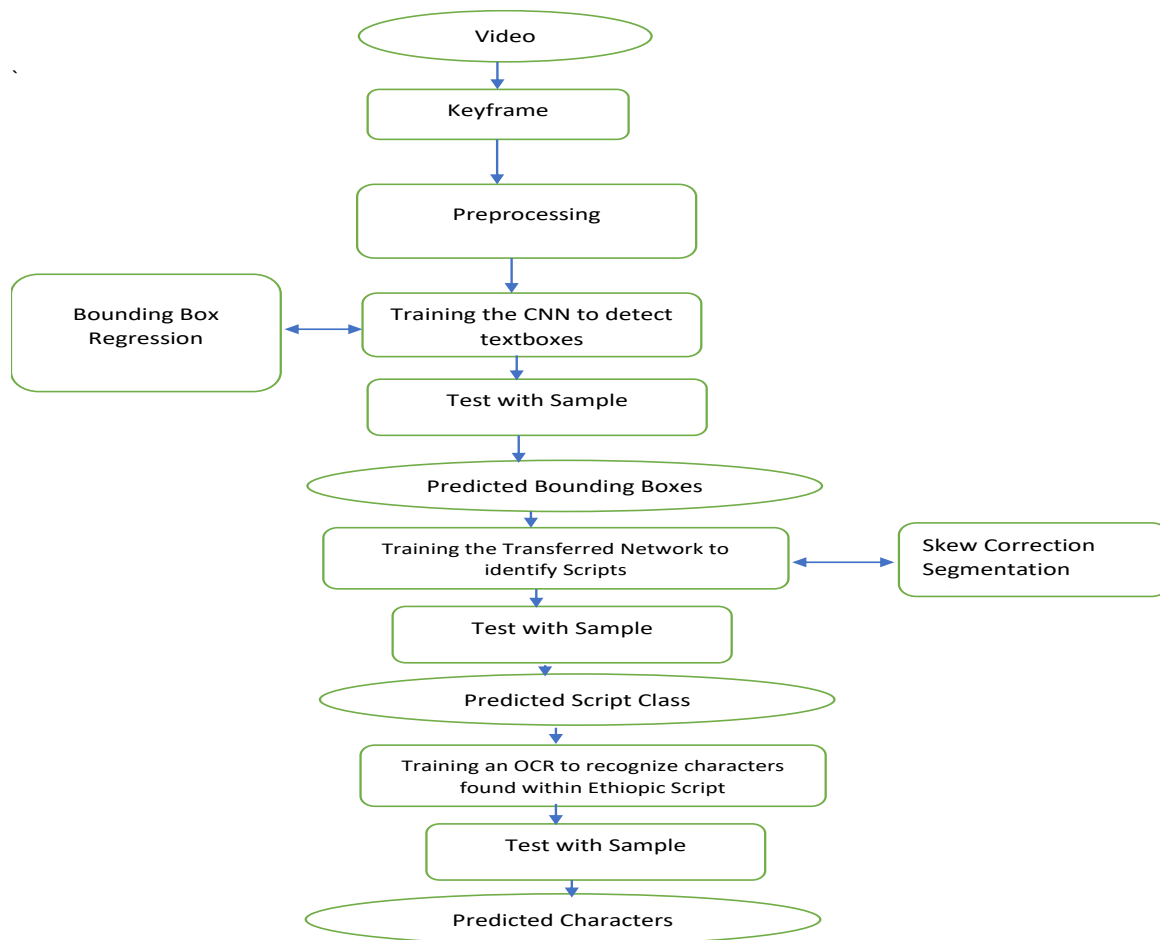 Video
`
Keyframe
Preprocessing
Bounding Box
Regression
Training the CNN to detect
textboxes
Test with Sample
Predicted Bounding Boxes
Training the Transferred Network to
identify Scripts
Skew Correction
Segmentation
Test with Sample
Predicted Script Class
Training an OCR to recognize characters
found within Ethiopic Script
Test with Sample
Predicted Characters